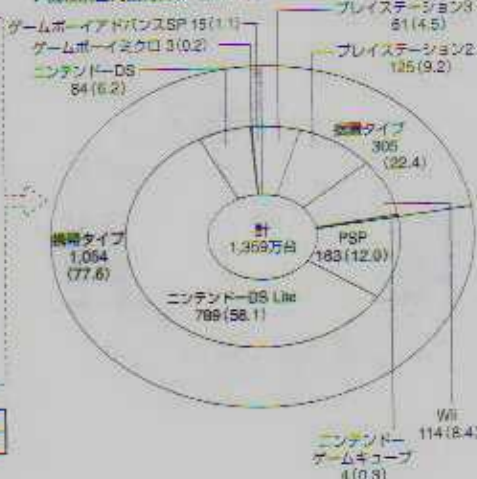 プレイステーション3
61(4.5)
ゲームボーイアドバンスSP 15(1.1)
ゲームボーイミクロ 3(0.2)
プレイステーション2
125(9.2)
ニンテンドーDS
84(6.2)
据置タイプ
305
(22.4)
携帯タイプ
1,054
(77.6)
計
1,359万台
PSP
163(12.0)
ニンテンドーDS Lite
789(58.1)
Wii
114(8.4)
ニンテンドー
ゲームキューブ
4(0.3)